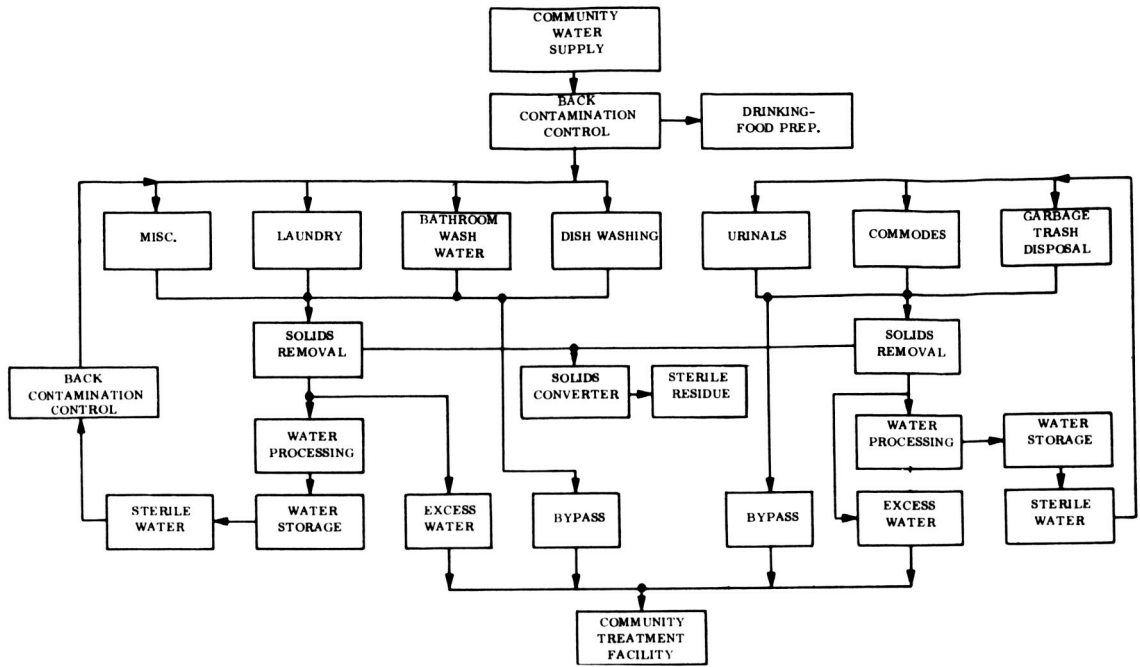 COMMUNITY
WATER
SUPPLY
BACK
CONTAMINATION
CONTROL
DRINKING-
FOOD PREP.
MISC.
LAUNDRY
BATHROOM
WASH
WATER
DISH WASHING
URINALS
COMMODES
GARBAGE
TRASH
DISPOSAL
SOLIDS
REMOVAL
SOLIDS
REMOVAL
BACK
CONTAMINATION
CONTROL
SOLIDS
CONVERTER
STERILE
RESIDUE
WATER
PROCESSING
WATER
PROCESSING
WATER
STORAGE
STERILE
WATER
WATER
STORAGE
EXCESS
WATER
BYPASS
BYPASS
EXCESS
WATER
STERILE
WATER
COMMUNITY
TREATMENT
FACILITY